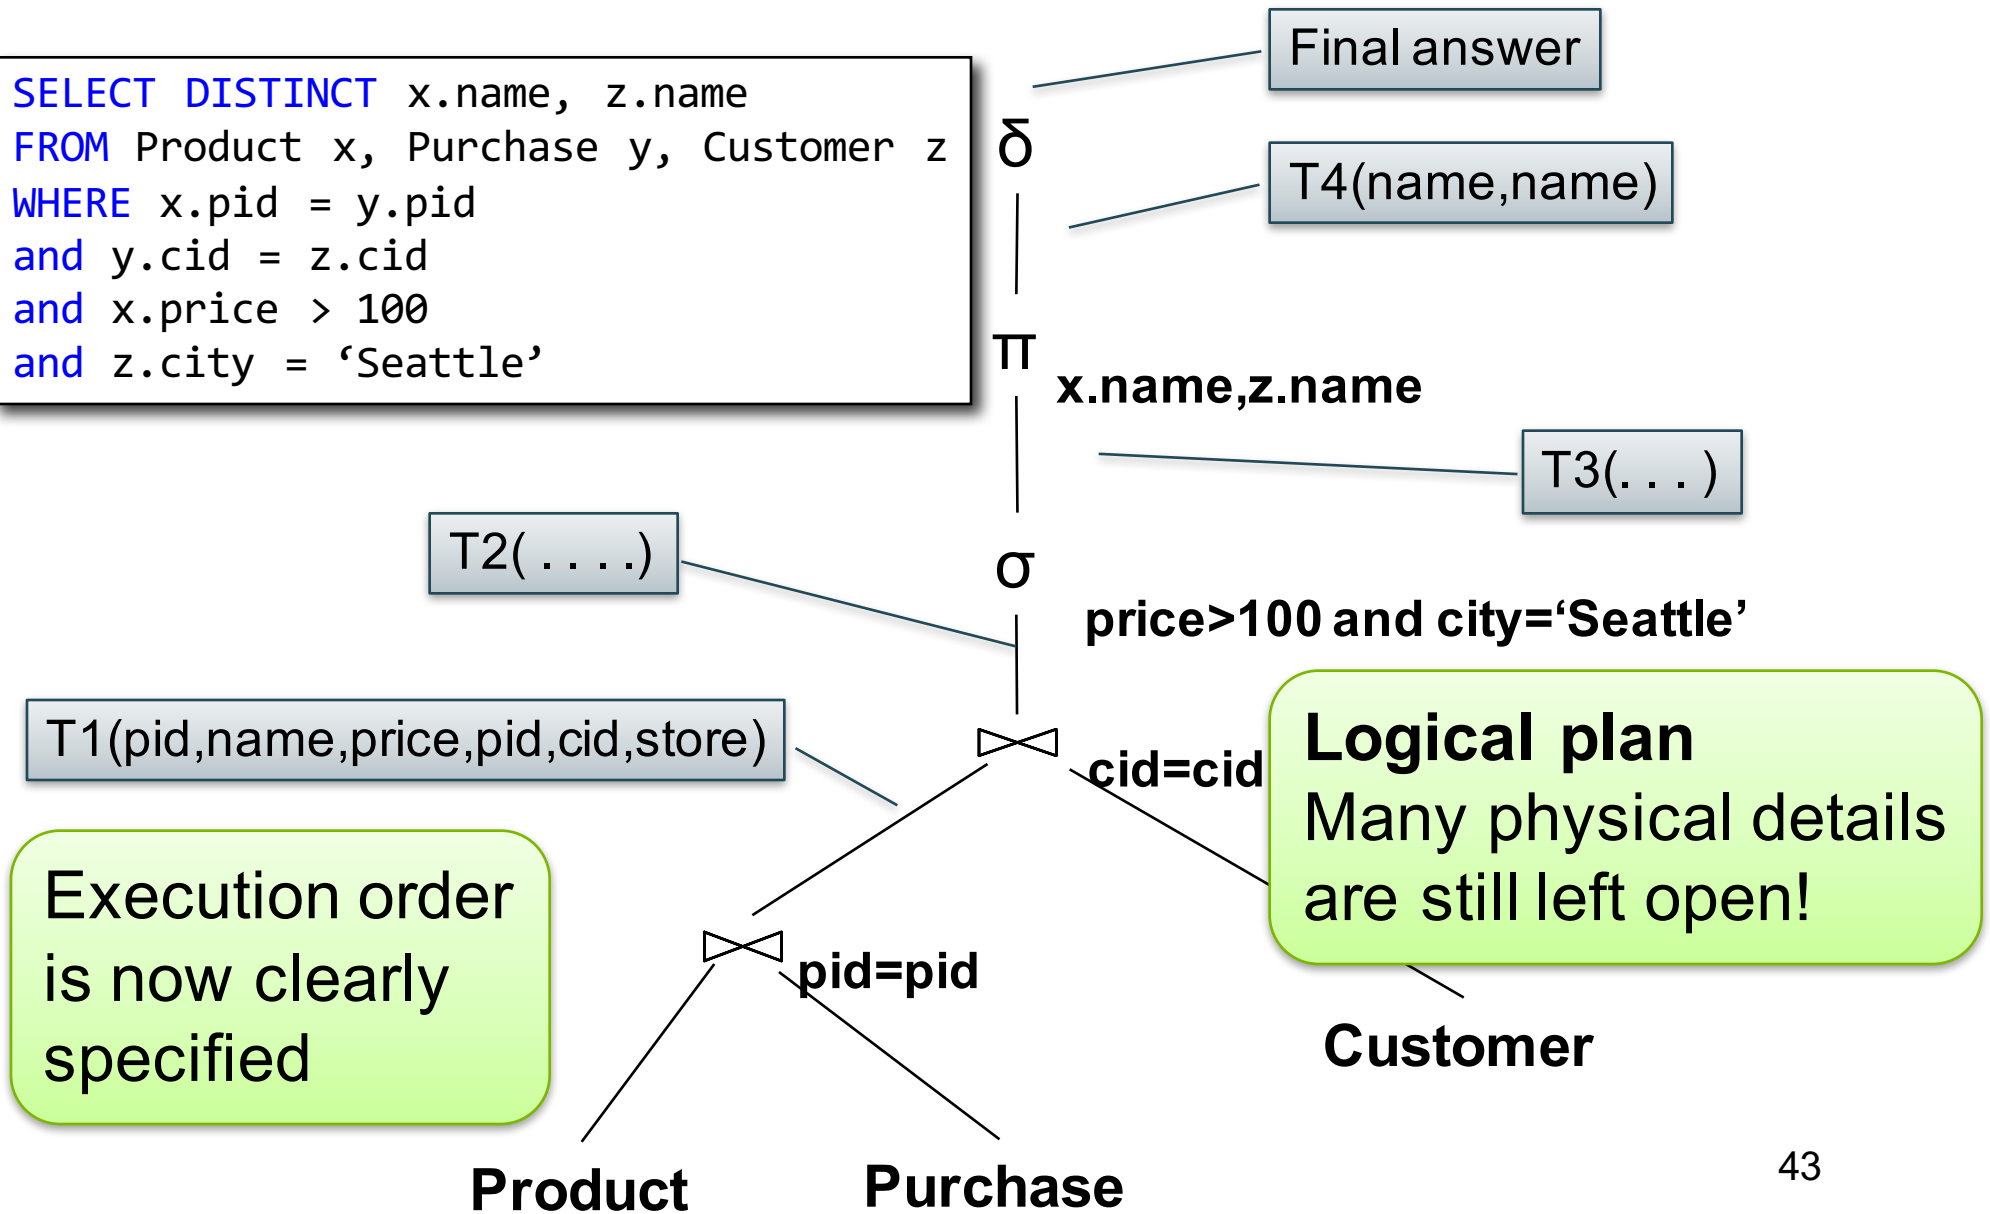 SELECT DISTINCT x.name, z.name
FROM Product x, Purchase y, Customer z
WHERE x.pid = y.pid
and y.cid = z.cid
and x.price > 100
and z.city = ‘Seattle’
Final answer
δ
T4(name,name)
π
x.name,z.name
T3(. . . )
T2( . . . .)
σ
price>100 and city=‘Seattle’
T1(pid,name,price,pid,cid,store)
cid=cid
Logical plan
Many physical details
are still left open!
Execution order
is now clearly
specified
pid=pid
Customer
Product
Purchase
43